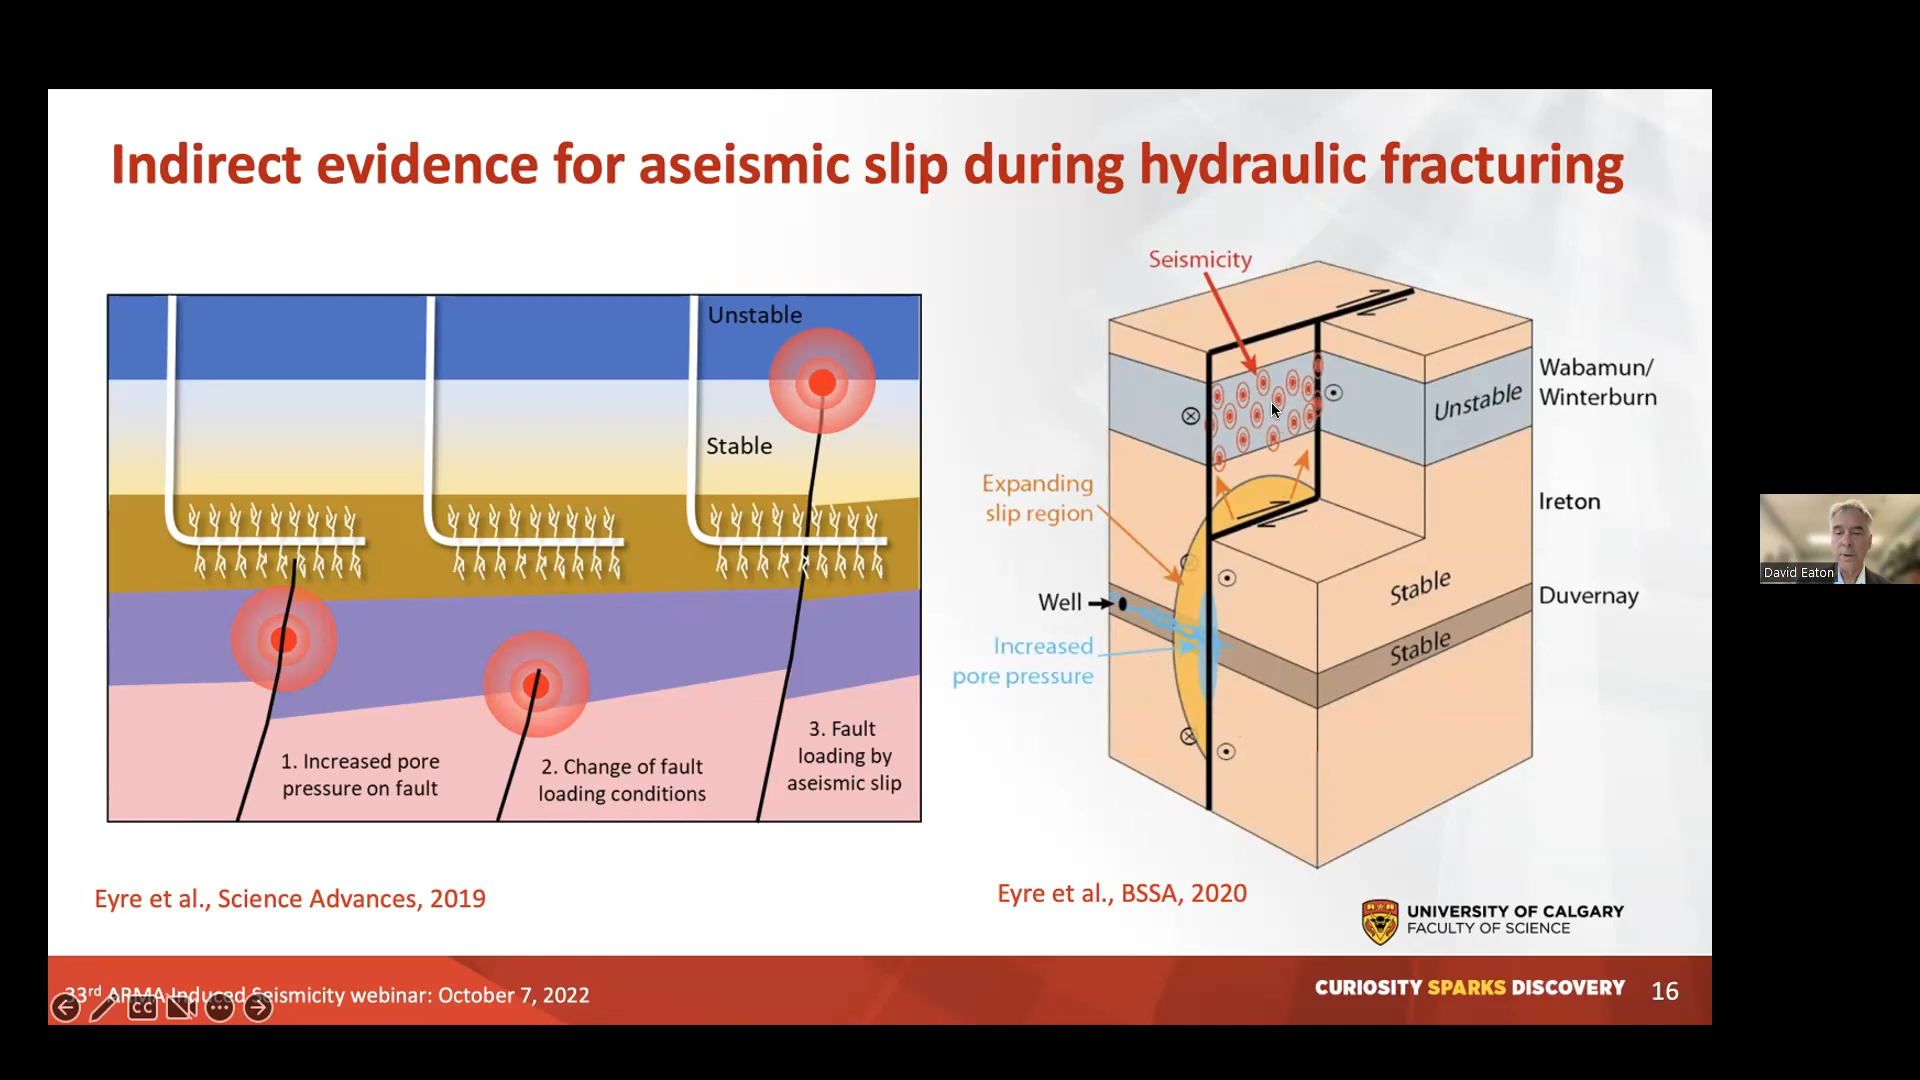 Indirect evidence for aseismic slip during hydraulic fracturing
Unstable
Stable
1. Increased pore
pressure on fault
2. Change of fault
loading conditions
3. Fault
loading by
aseismic slip
Eyre et al., Science Advances, 2019
Seismicity
Expanding
slip region
Well
Increased
pore pressure
Unstable
Stable
Stable
Wabamun/
Winterburn
Ireton
Duvernay
Eyre et al., BSSA, 2020
UNIVERSITY OF CALGARY
FACULTY OF SCIENCE
33rd ARMA Induced Seismicity webinar: October 7, 2022
CC
CURIOSITY SPARKS DISCOVERY
16
David Eaton